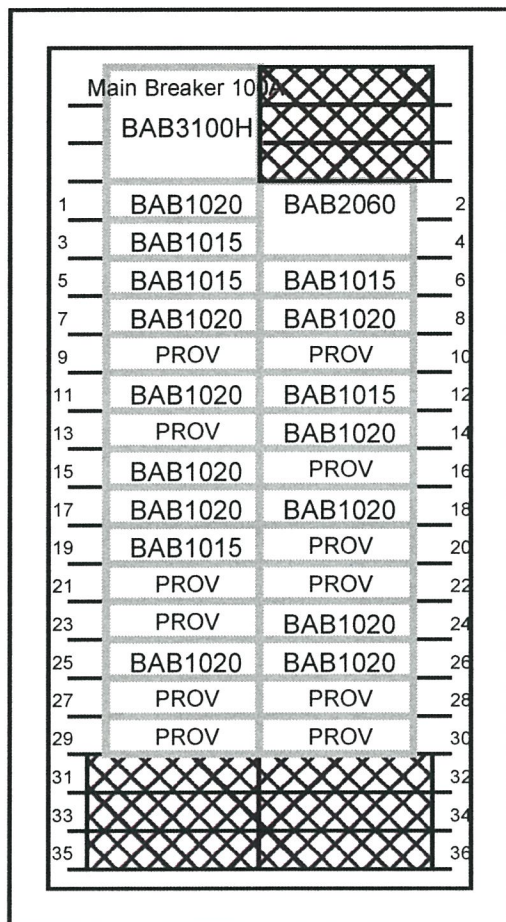 Main Breaker 100A
BAB3100H
1 BAB1020 BAB2060 2
3 BAB1015 4
5 BAB1015 BAB1015 6
7 BAB1020 BAB1020 8
9 PROV PROV 10
11 BAB1020 BAB1015 12
13 PROV BAB1020 14
15 BAB1020 PROV 16
17 BAB1020 BAB1020 18
19 BAB1015 PROV 20
21 PROV PROV 22
23 PROV BAB1020 24
25 BAB1020 BAB1020 26
27 PROV PROV 28
29 PROV PROV 30
31 32
33 34
35 36